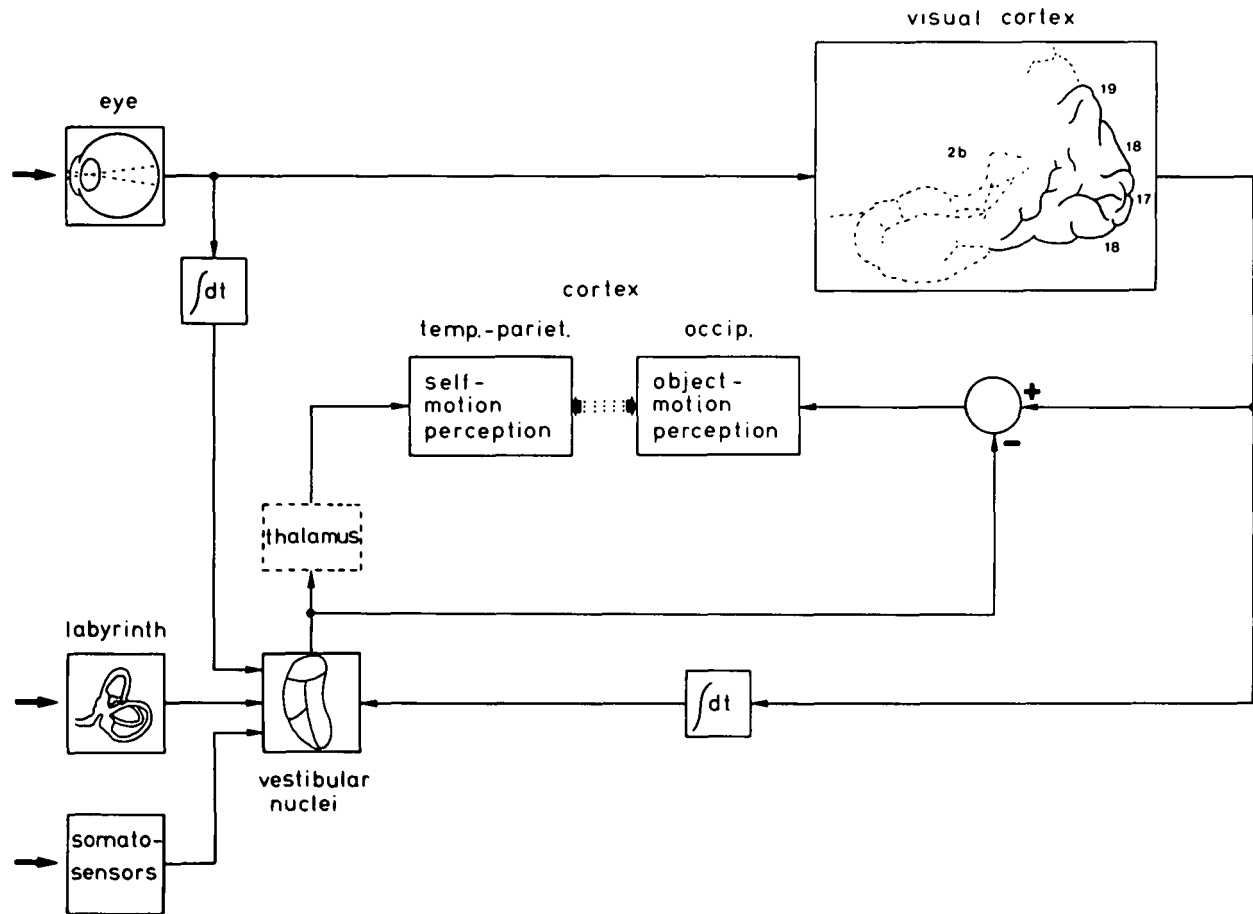 visual cortex
eye
19
18
2b
17
18
∫dt
cortex
temp.-pariet.
occip.
self-
motion
perception
object-
motion
perception
+
−
thalamus
labyrinth
∫dt
vestibular
nuclei
somato-
sensors